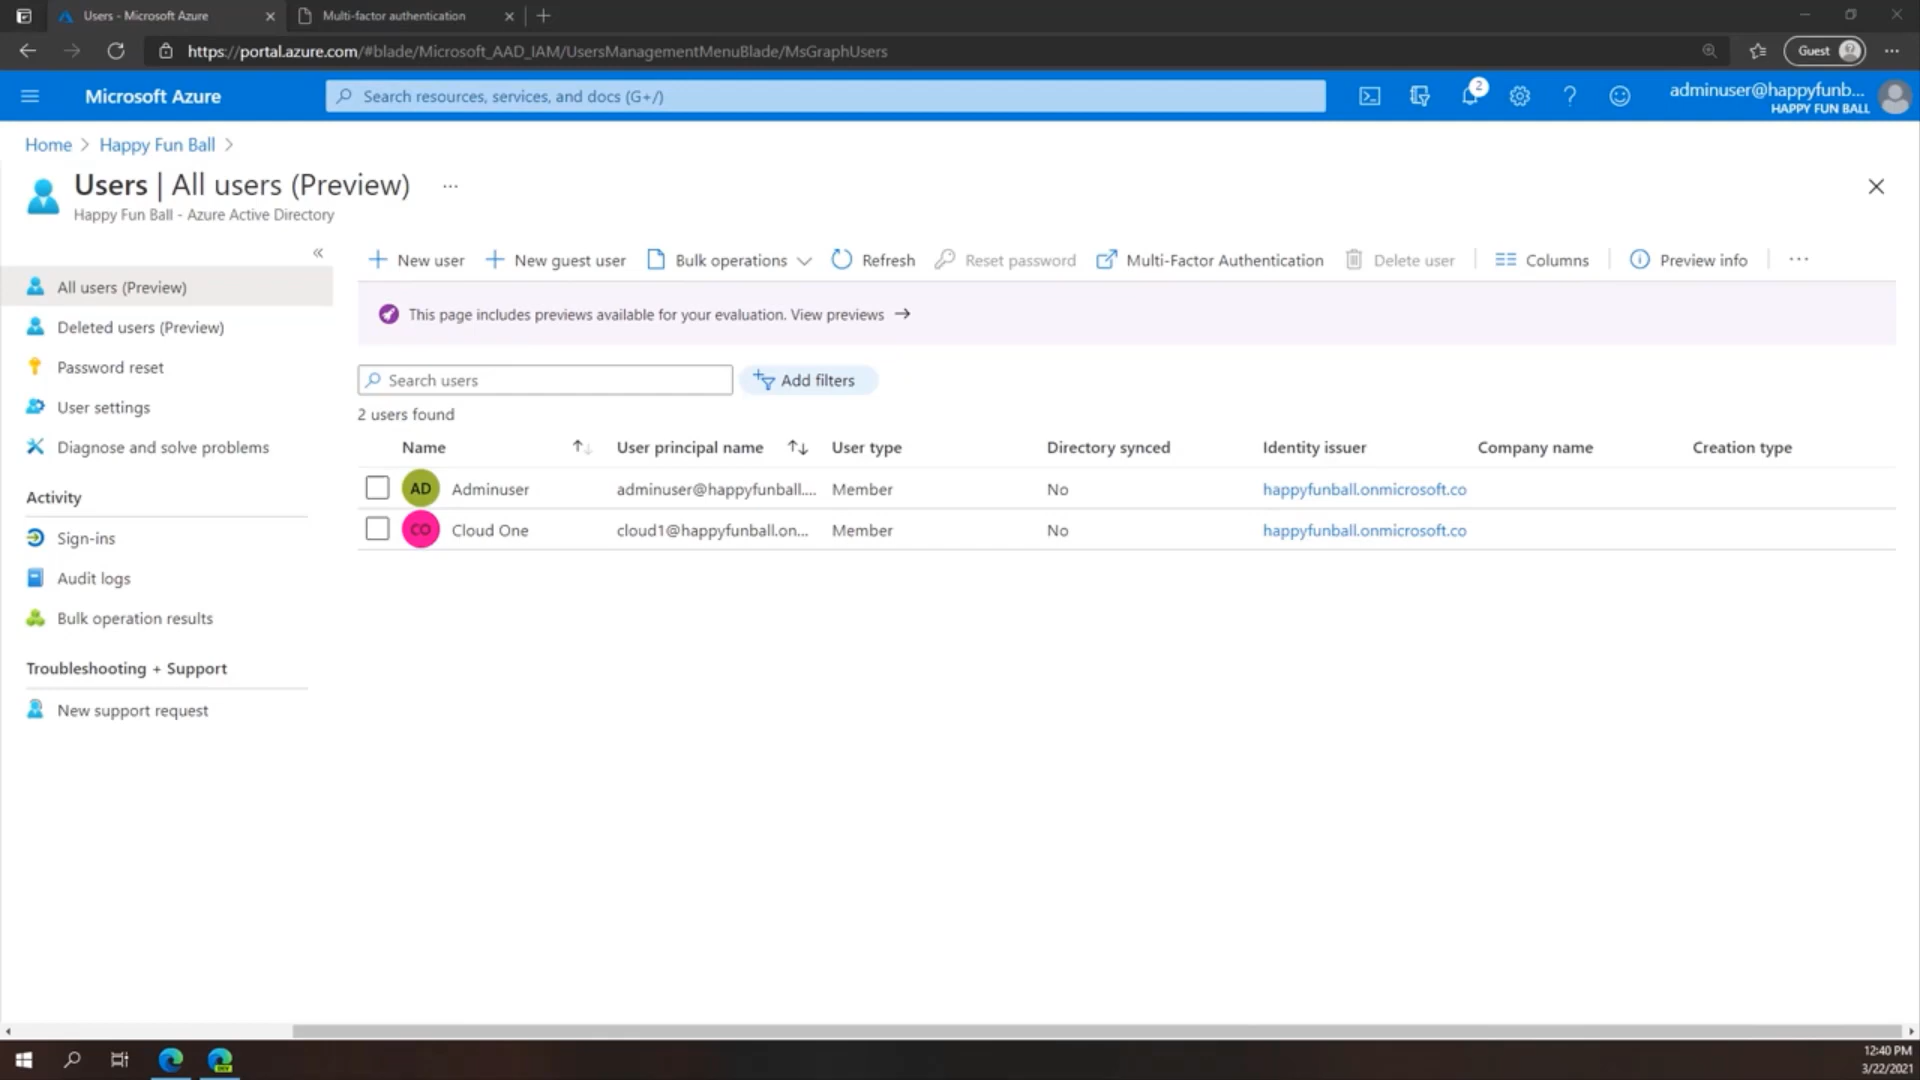 Users - Microsoft Azure
Multi-factor authentication
https://portal.azure.com/#blade/Microsoft_AAD_IAM/UsersManagementMenuBlade/MsGraphUsers
Guest
Microsoft Azure
Search resources, services, and docs (G+/)
2
adminuser@happyfunb...
HAPPY FUN BALL
Home > Happy Fun Ball >
Users | All users (Preview) ...
Happy Fun Ball - Azure Active Directory
«
All users (Preview)
Deleted users (Preview)
Password reset
User settings
Diagnose and solve problems
Activity
Sign-ins
Audit logs
Bulk operation results
Troubleshooting + Support
New support request
New user
New guest user
Bulk operations
Refresh
Reset password
Multi-Factor Authentication
Delete user
Columns
Preview info
...
This page includes previews available for your evaluation. View previews →
Search users
Add filters
2 users found
Name User principal name User type Directory synced Identity issuer Company name Creation type
AD Adminuser adminuser@happyfunball.... Member No happyfunball.onmicrosoft.co
CO Cloud One cloud1@happyfunball.on... Member No happyfunball.onmicrosoft.co
DEV
12:40 PM
3/22/2021